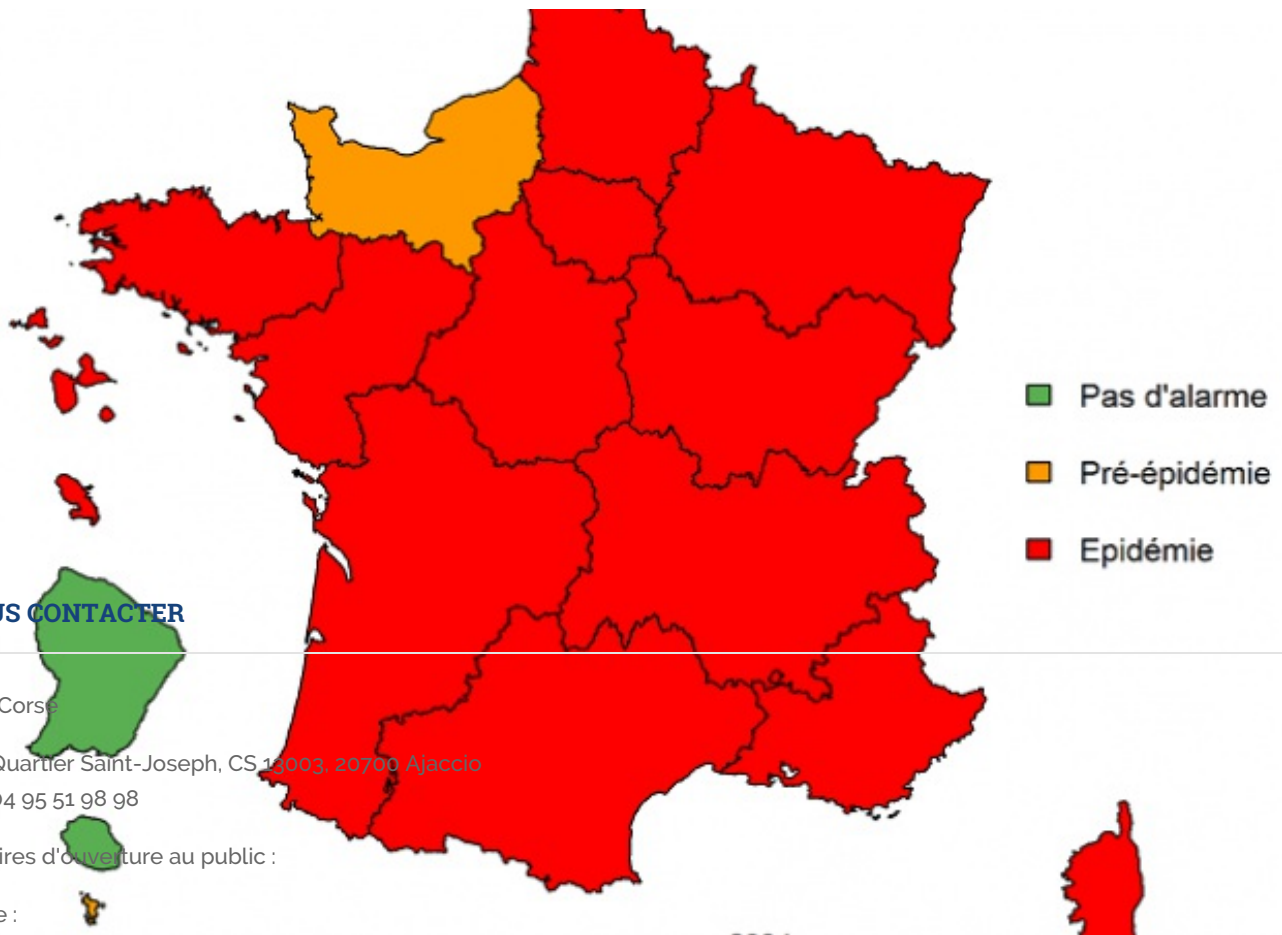 Pas d'alarme
Pré-épidémie
Epidémie
US CONTACTER
Corse
Quartier Saint-Joseph, CS 13003, 20700 Ajaccio
04 95 51 98 98
ires d'ouverture au public :
e :